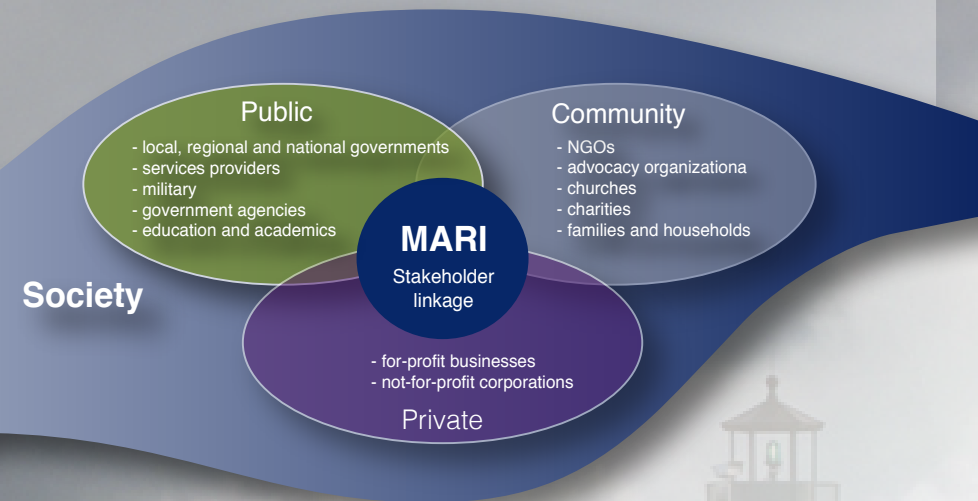 Public
- local, regional and national governments
- services providers
- military
- government agencies
- education and academics
Community
- NGOs
- advocacy organizationa
- churches
- charities
- families and households
MARI
Stakeholder
linkage
Society
- for-profit businesses
- not-for-profit corporations
Private